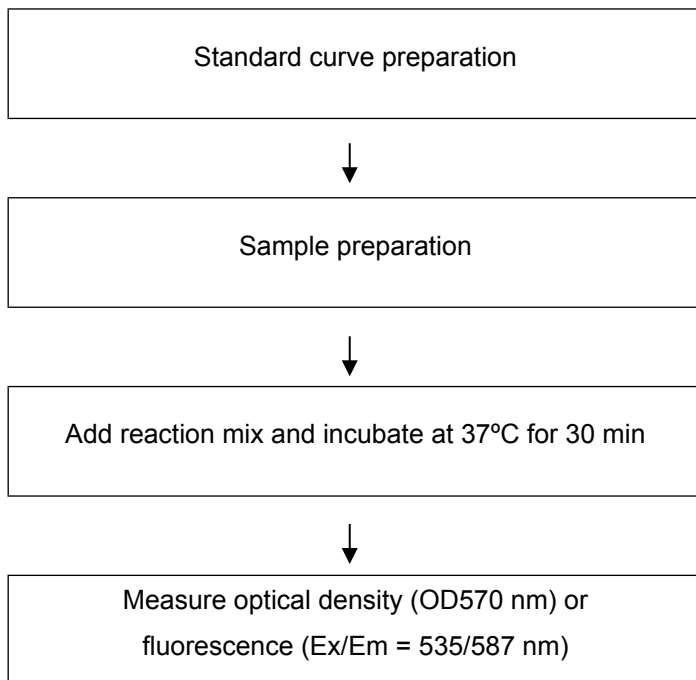 Standard curve preparation
Sample preparation
Add reaction mix and incubate at 37ºC for 30 min
Measure optical density (OD570 nm) or
fluorescence (Ex/Em = 535/587 nm)